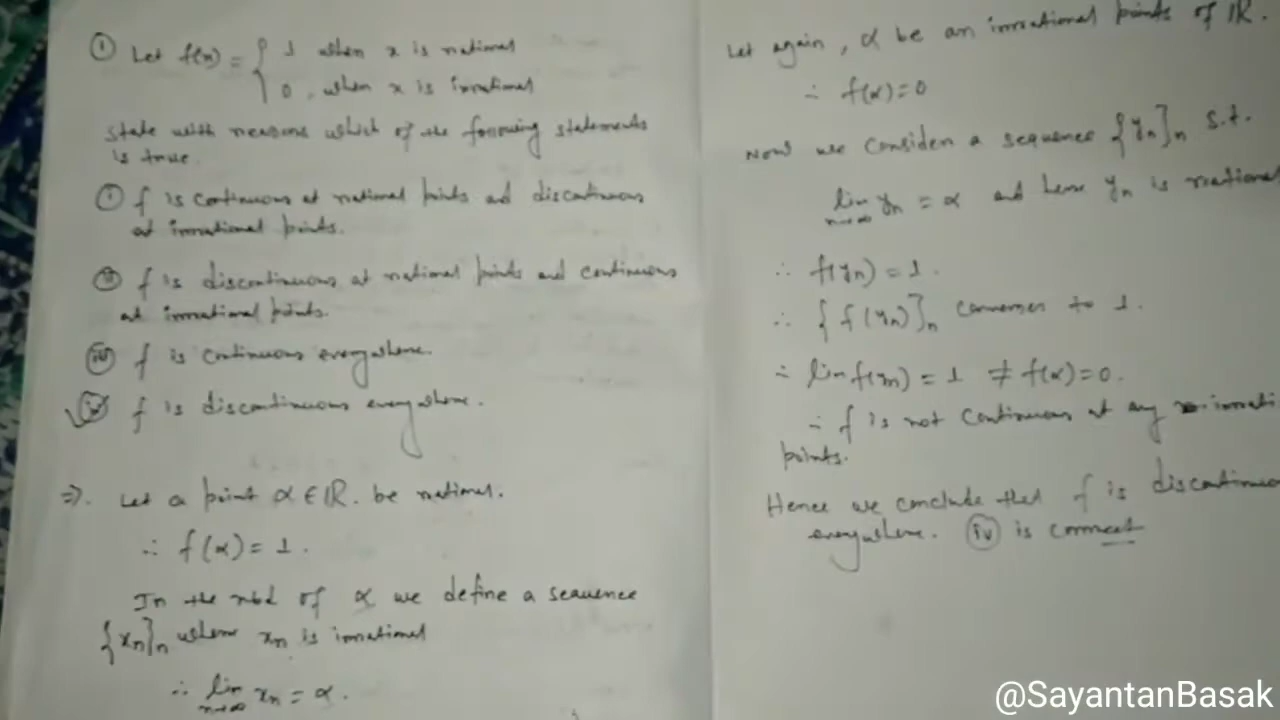 ① Let f(x) = { 1 when x is rational
0, when x is irrational
State with reasons which of the following statements
is true.
ⓘ f is continuous at rational points and discontinuous
at irrational points.
ⓘⓘ f is discontinuous at rational points and continuous
at irrational points.
(iii) f is continuous everywhere.
(iv) f is discontinuous everywhere.
⇒). Let a point α ∈ IR. be rational.
∴ f(α) = 1.
In the nbd of α we define a sequence
{xn}n where xn is irrational
∴ lim n→∞ xn = α.
Let again, α be an irrational points of IR.
∴ f(α) = 0
Now we consider a sequence {yn}n s.t.
lim n→∞ yn = α and here yn is rational
∴ f(yn) = 1.
∴ {f(yn)}n converges to 1.
∴ lim f(yn) = 1 ≠ f(α) = 0.
∴ f is not continuous at any irrati
points.
Hence we conclude that f is discontinuo
everywhere. (iv) is correct
@SayantanBasak